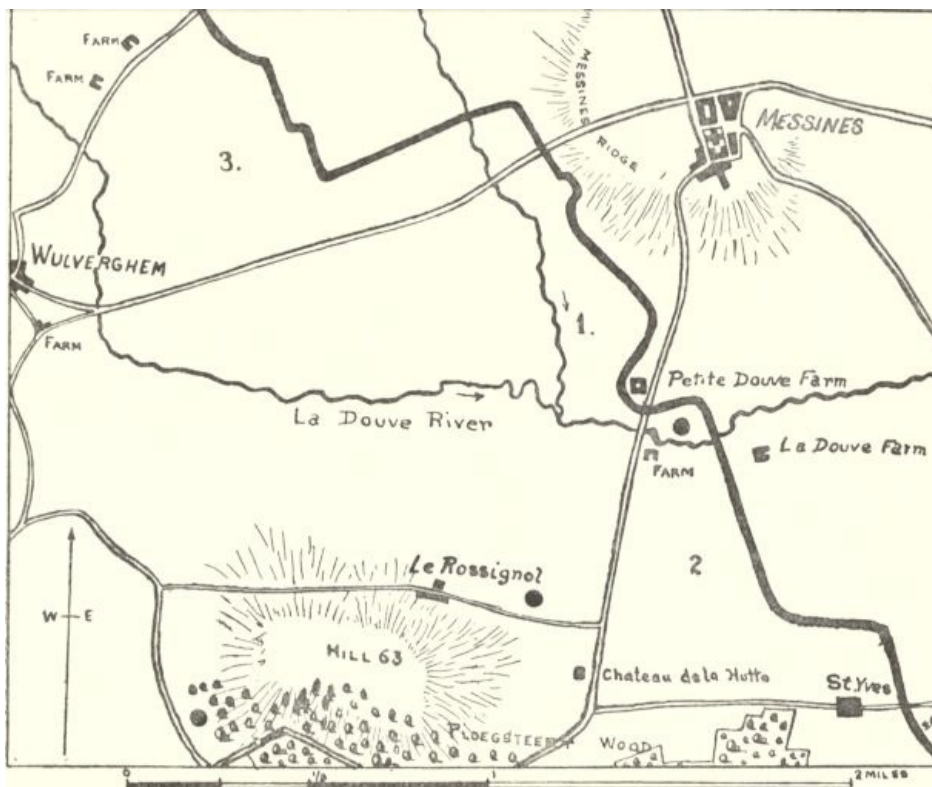 FARM
FARM
MESSINES
RIDGE
MESSINES
3.
WULVERGHEM
FARM
1.
Petite Douve Farm
La Douve River
La Douve Farm
FARM
2
Le Rossignol
W E
HILL 63
Chateau de la Hutte
St Yves
PLOEGSTEERT
WOOD
0 1/2 1 2 MILES